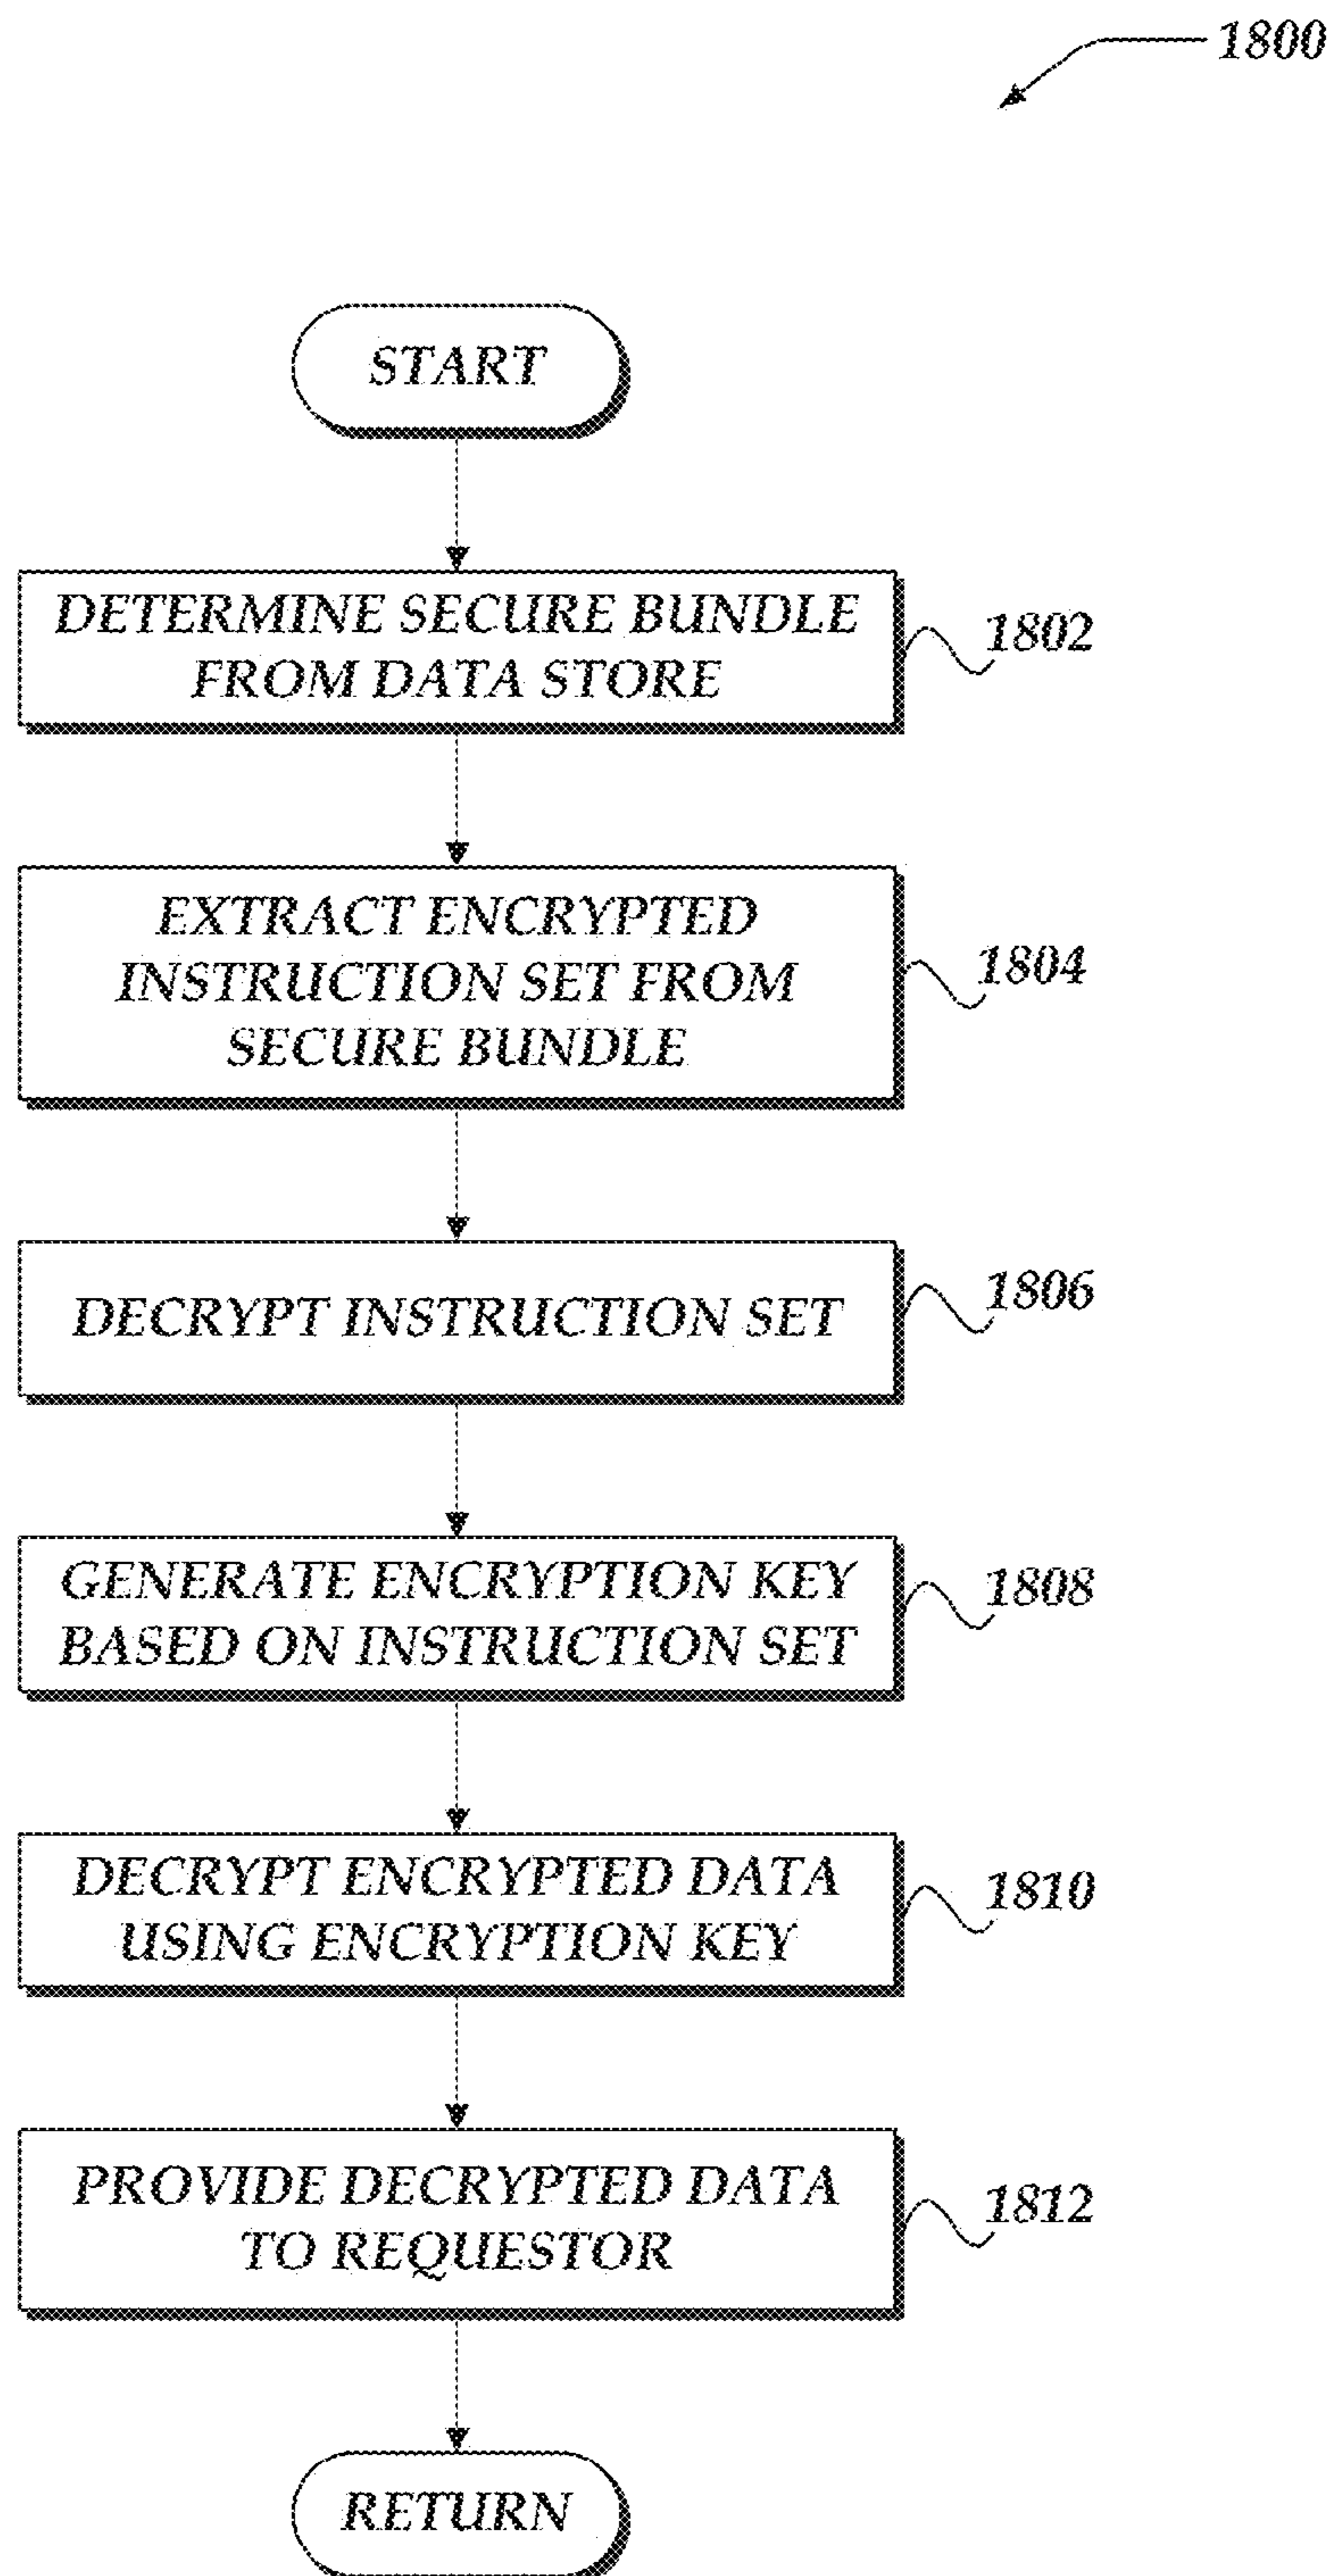 1800
START
DETERMINE SECURE BUNDLE
FROM DATA STORE
1802
EXTRACT ENCRYPTED
INSTRUCTION SET FROM
SECURE BUNDLE
1804
DECRYPT INSTRUCTION SET
1806
GENERATE ENCRYPTION KEY
BASED ON INSTRUCTION SET
1808
DECRYPT ENCRYPTED DATA
USING ENCRYPTION KEY
1810
PROVIDE DECRYPTED DATA
TO REQUESTOR
1812
RETURN